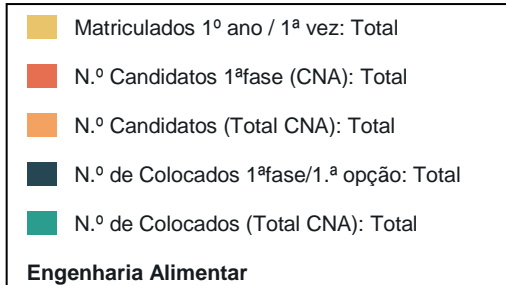 Matriculados 1º ano / 1ª vez: Total
N.º Candidatos 1ªfase (CNA): Total
N.º Candidatos (Total CNA): Total
N.º de Colocados 1ªfase/1.ª opção: Total
N.º de Colocados (Total CNA): Total
Engenharia Alimentar